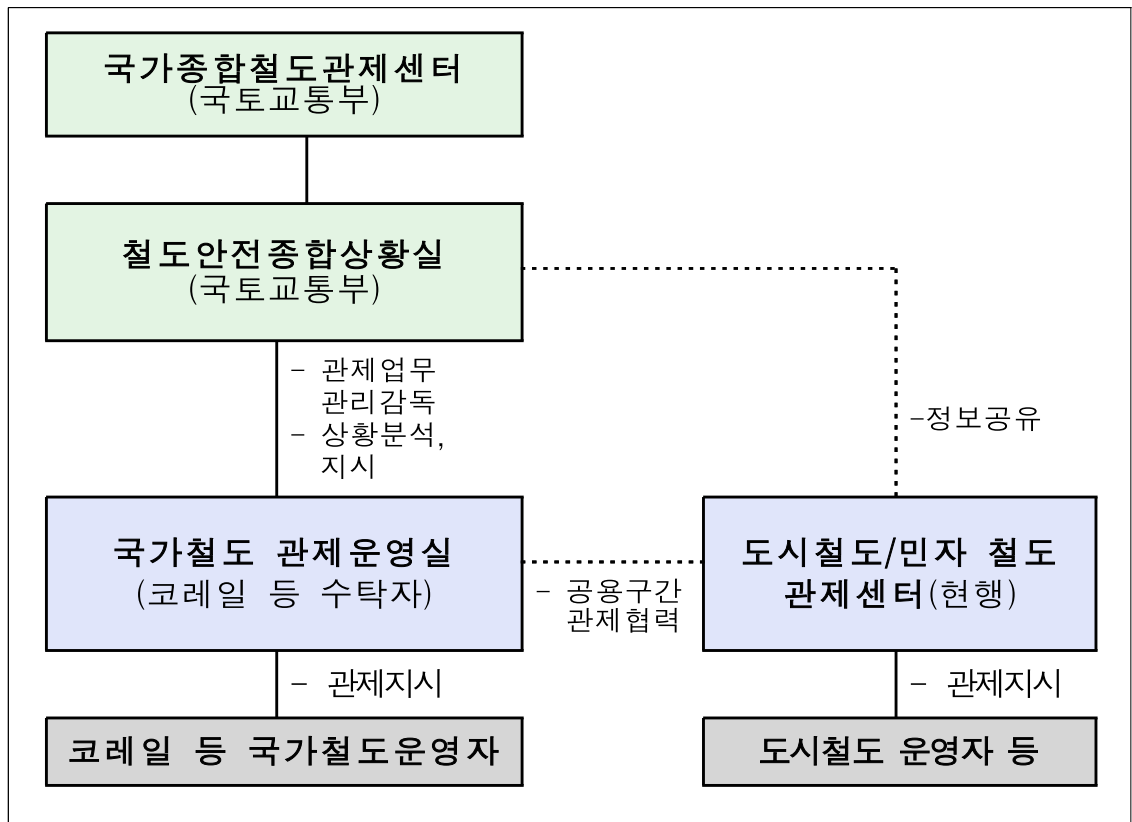 국가종합철도관제센터
(국토교통부)
철도안전종합상황실
(국토교통부)
- 관제업무
관리감독
- 상황분석,
지시
-정보공유
국가철도 관제운영실
(코레일 등 수탁자)
- 공용구간
관제협력
도시철도/민자 철도
관제센터(현행)
- 관제지시
- 관제지시
코레일 등 국가철도운영자
도시철도 운영자 등